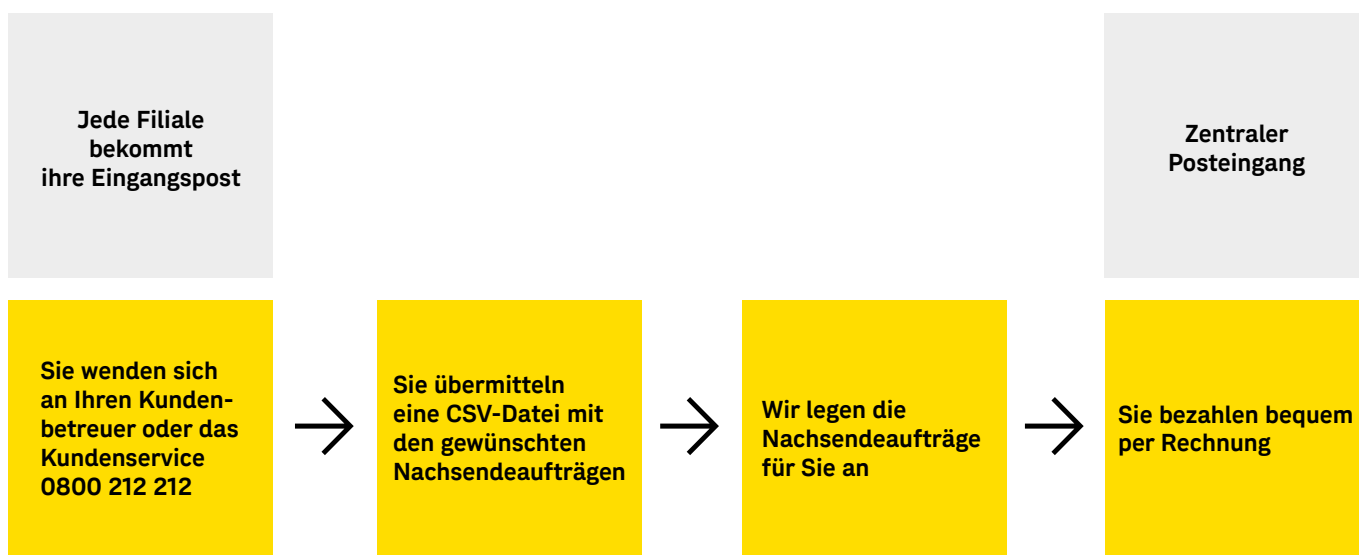 Jede Filiale
bekommt
ihre Eingangspost
Zentraler
Posteingang
Sie wenden sich
an Ihren Kunden-
betreuer oder das
Kundenservice
0800 212 212
Sie übermitteln
eine CSV-Datei mit
den gewünschten
Nachsendeaufträgen
Wir legen die
Nachsendeaufträge
für Sie an
Sie bezahlen bequem
per Rechnung